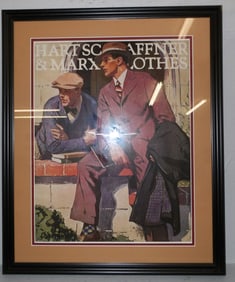 HART SCHAFFNER
& MARX CLOTHES